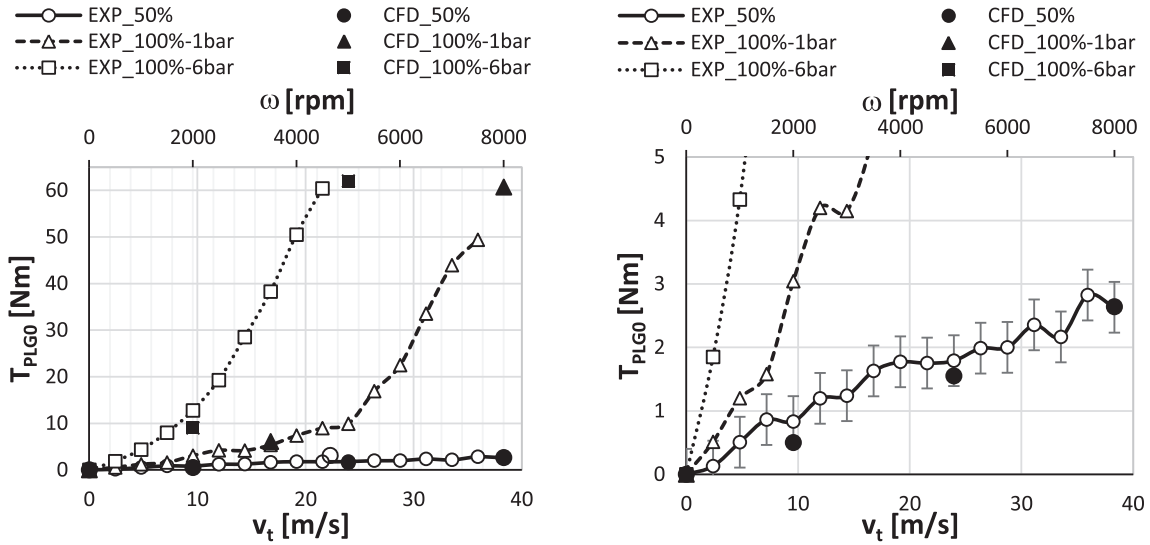 EXP_50% CFD_50%
EXP_100%-1bar CFD_100%-1bar
EXP_100%-6bar CFD_100%-6bar
ω [rpm]
0 2000 4000 6000 8000
60
50
40
30
20
10
0
T_PLG0 [Nm]
0 10 20 30 40
v_t [m/s]
EXP_50% CFD_50%
EXP_100%-1bar CFD_100%-1bar
EXP_100%-6bar CFD_100%-6bar
ω [rpm]
0 2000 4000 6000 8000
5
4
3
2
1
0
T_PLG0 [Nm]
0 10 20 30 40
v_t [m/s]